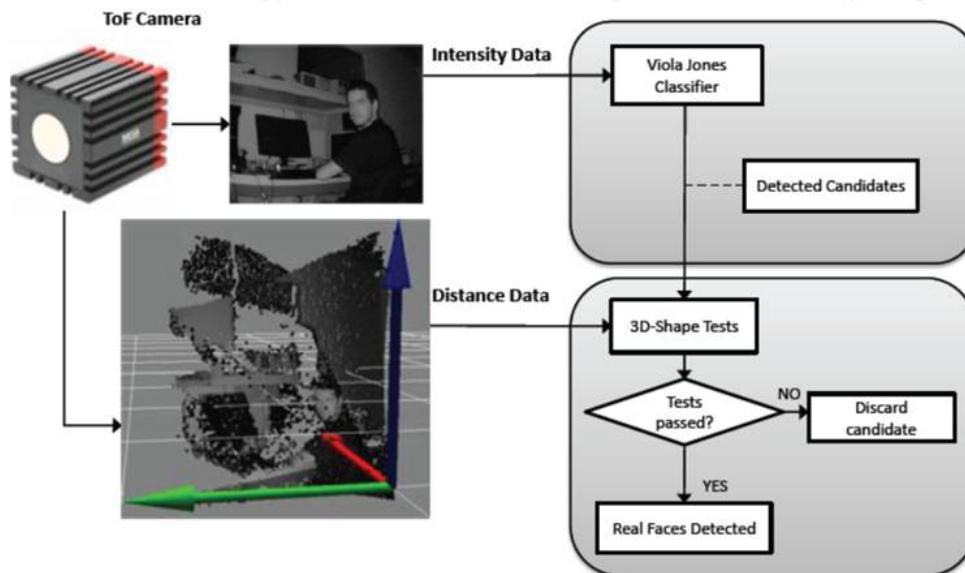 ToF Camera
Intensity Data
Viola Jones
Classifier
Detected Candidates
Distance Data
3D-Shape Tests
Tests
passed?
NO
Discard
candidate
YES
Real Faces Detected